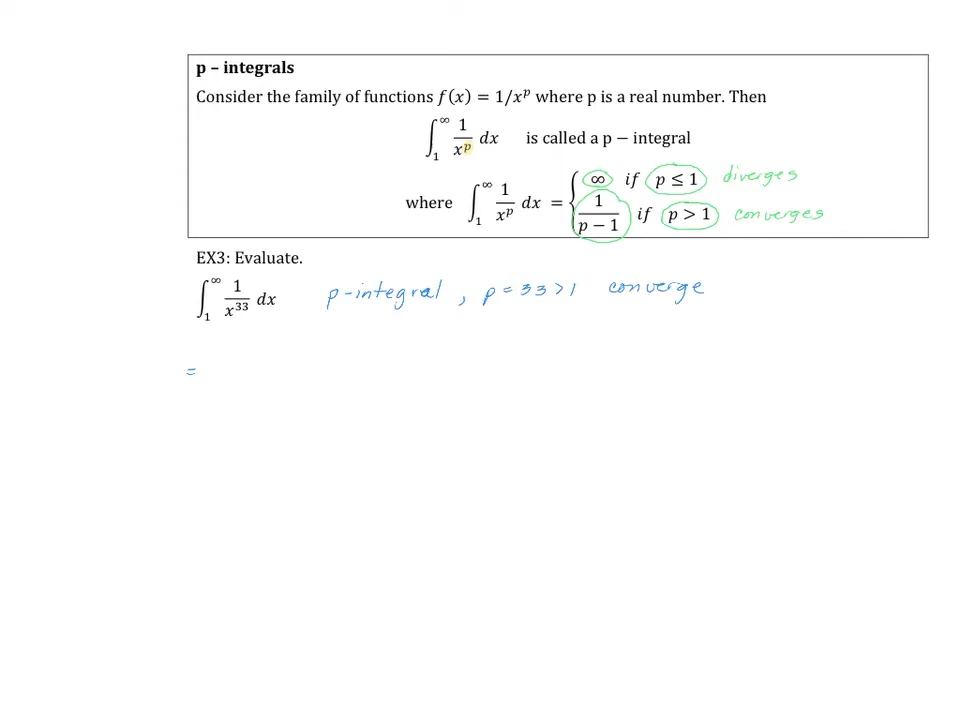 p – integrals
Consider the family of functions f(x) = 1/x^p where p is a real number. Then
∫_1^∞ 1/x^p dx is called a p − integral
where ∫_1^∞ 1/x^p dx = { ∞ if p ≤ 1 diverges
1/(p − 1) if p > 1 converges
EX3: Evaluate.
∫_1^∞ 1/x^33 dx p-integral, p = 33 > 1 converge
=